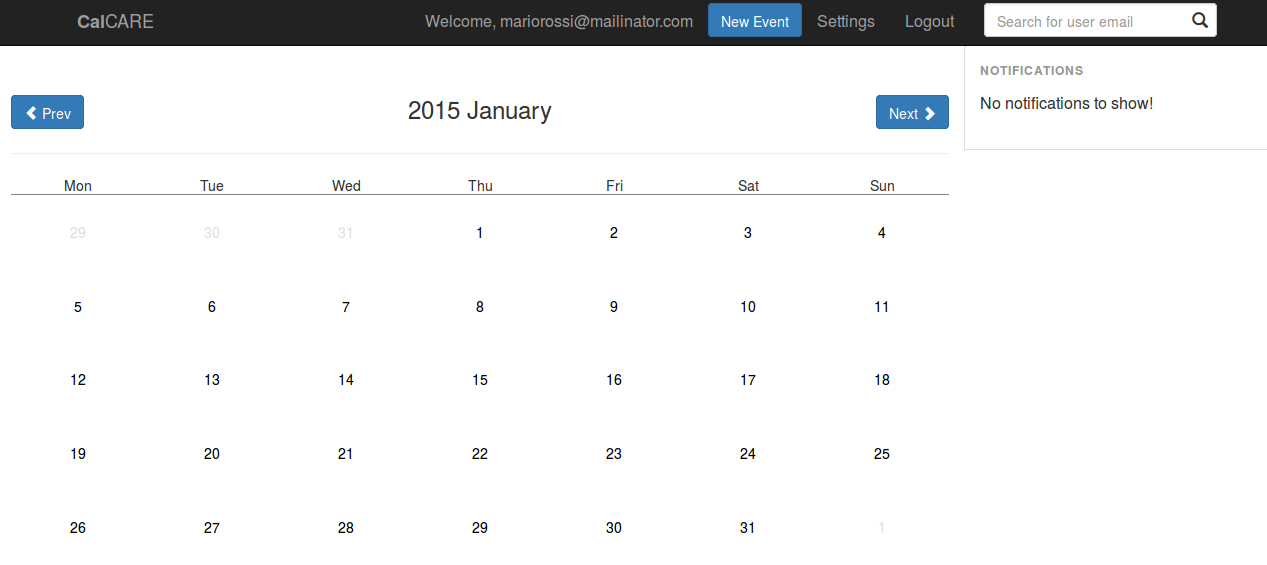 CalCARE Welcome, mariorossi@mailinator.com New Event Settings Logout Search for user email
NOTIFICATIONS
No notifications to show!
Prev 2015 January Next
Mon Tue Wed Thu Fri Sat Sun
29 30 31 1 2 3 4
5 6 7 8 9 10 11
12 13 14 15 16 17 18
19 20 21 22 23 24 25
26 27 28 29 30 31 1